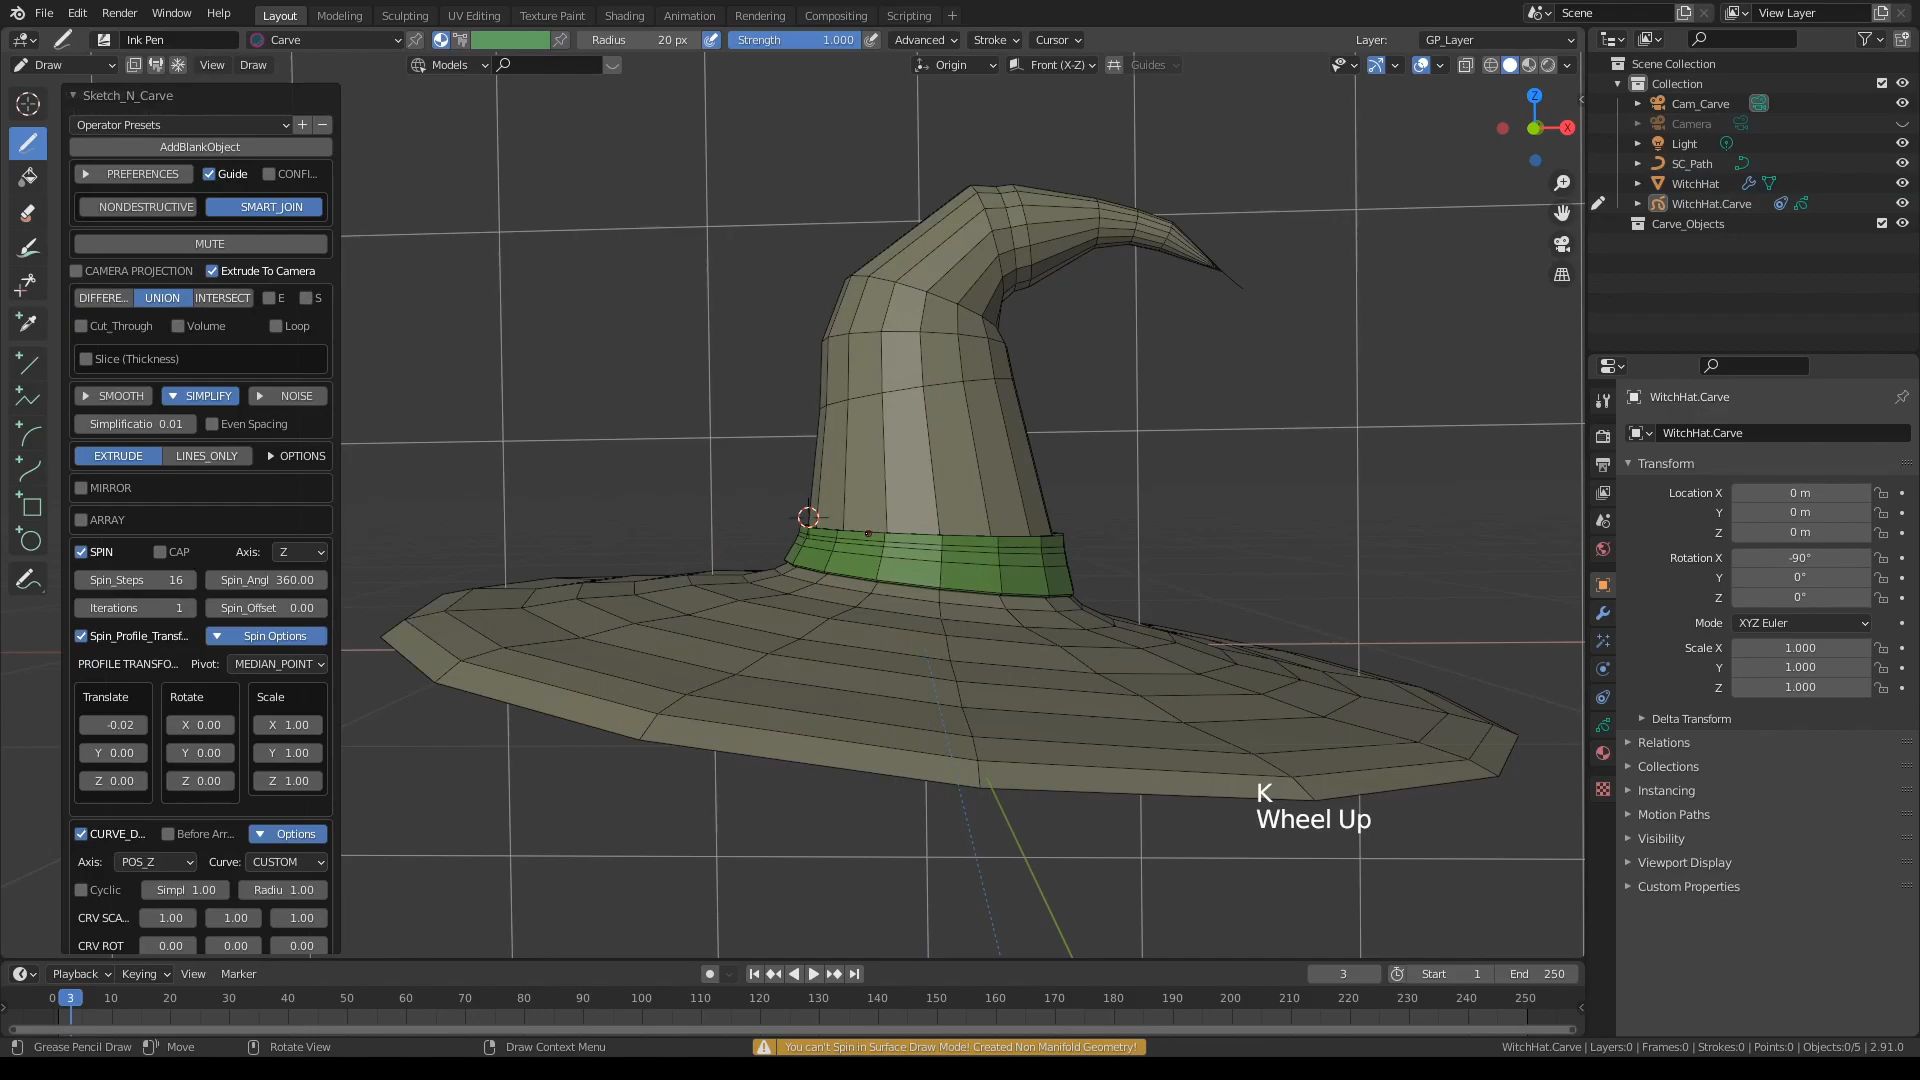 File Edit Render Window Help
Layout Modeling Sculpting UV Editing Texture Paint Shading Animation Rendering Compositing Scripting +
Scene View Layer
Ink Pen Carve Radius 20 px Strength 1.000 Advanced Stroke Cursor Layer: GP_Layer
Draw View Draw Models Origin Front (X-Z) Guides
Sketch_N_Carve
Operator Presets
AddBlankObject
PREFERENCES Guide CONFI...
NONDESTRUCTIVE SMART_JOIN
MUTE
CAMERA PROJECTION Extrude To Camera
DIFFERE... UNION INTERSECT E S
Cut_Through Volume Loop
Slice (Thickness)
SMOOTH SIMPLIFY NOISE
Simplificatio 0.01 Even Spacing
EXTRUDE LINES_ONLY OPTIONS
MIRROR
ARRAY
SPIN CAP Axis: Z
Spin_Steps 16 Spin_Angl 360.00
Iterations 1 Spin_Offset 0.00
Spin_Profile_Transf... Spin Options
PROFILE TRANSFO... Pivot: MEDIAN_POINT
Translate Rotate Scale
-0.02 X 0.00 X 1.00
Y 0.00 Y 0.00 Y 1.00
Z 0.00 Z 0.00 Z 1.00
CURVE_D... Before Arr... Options
Axis: POS_Z Curve: CUSTOM
Cyclic Simpl 1.00 Radiu 1.00
CRV SCA... 1.00 1.00 1.00
CRV ROT 0.00 0.00 0.00
Z
X
K
Wheel Up
Scene Collection
Collection
Cam_Carve
Camera
Light
SC_Path
WitchHat
WitchHat.Carve
Carve_Objects
WitchHat.Carve
WitchHat.Carve
Transform
Location X 0 m
Y 0 m
Z 0 m
Rotation X -90°
Y 0°
Z 0°
Mode XYZ Euler
Scale X 1.000
Y 1.000
Z 1.000
Delta Transform
Relations
Collections
Instancing
Motion Paths
Visibility
Viewport Display
Custom Properties
Playback Keying View Marker 3 Start 1 End 250
0 3 10 20 30 40 50 60 70 80 90 100 110 120 130 140 150 160 170 180 190 200 210 220 230 240 250
Grease Pencil Draw Move Rotate View Draw Context Menu You can't Spin in Surface Draw Mode! Created Non Manifold Geometry! WitchHat.Carve | Layers:0 | Frames:0 | Strokes:0 | Points:0 | Objects:0/5 | 2.91.0